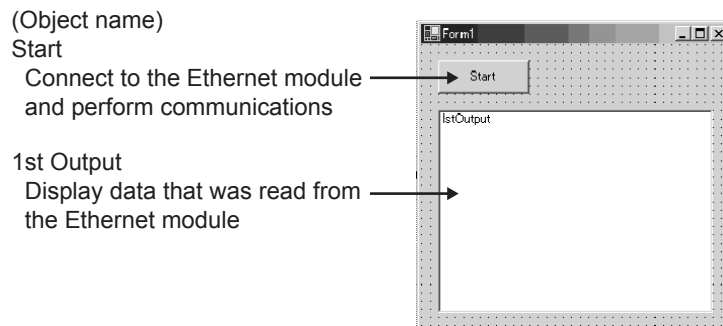 (Object name)
Start
Connect to the Ethernet module
and perform communications
1st Output
Display data that was read from
the Ethernet module
Form1
Start
lstOutput